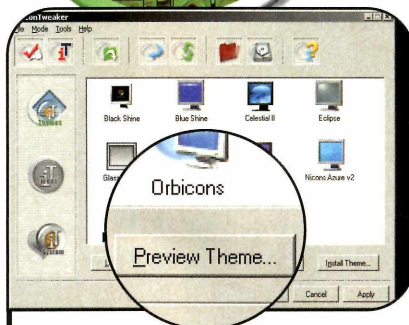 IconTweaker
File Mode Tools Help
Themes
Black Shine
Blue Shine
Celestial II
Eclipse
Glass
Orbicons
Nicons Azure v2
Preview Theme...
Install Theme...
Cancel
Apply